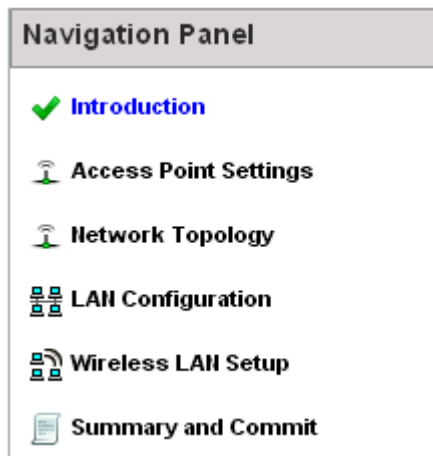 Navigation Panel
Introduction
Access Point Settings
Network Topology
LAN Configuration
Wireless LAN Setup
Summary and Commit